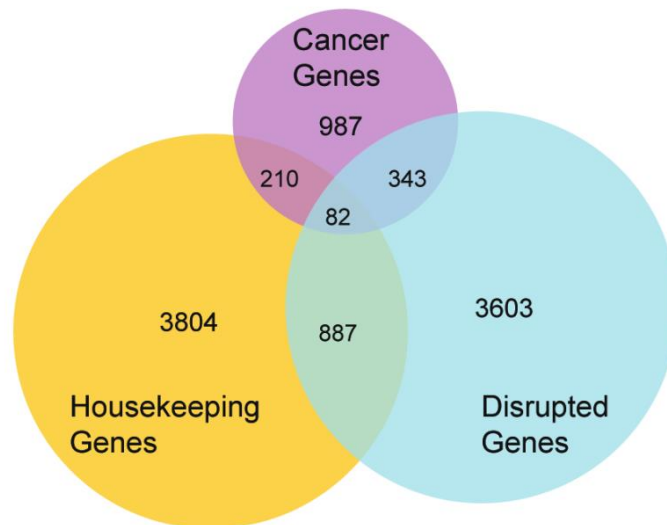 Cancer
Genes
987
210
343
82
3804
887
3603
Housekeeping
Genes
Disrupted
Genes